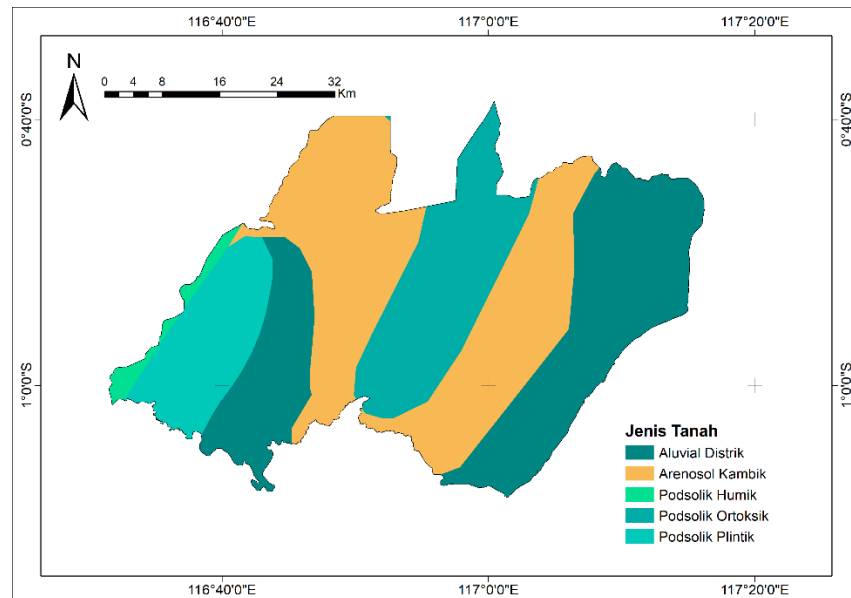 116°40'0"E 117°0'0"E 117°20'0"E
N
0 4 8 16 24 32
Km
0°40'0"S 0°40'0"S
1°0'0"S 1°0'0"S
Jenis Tanah
Aluvial Distrik
Arenosol Kambik
Podsolik Humik
Podsolik Ortoksik
Podsolik Plintik
116°40'0"E 117°0'0"E 117°20'0"E